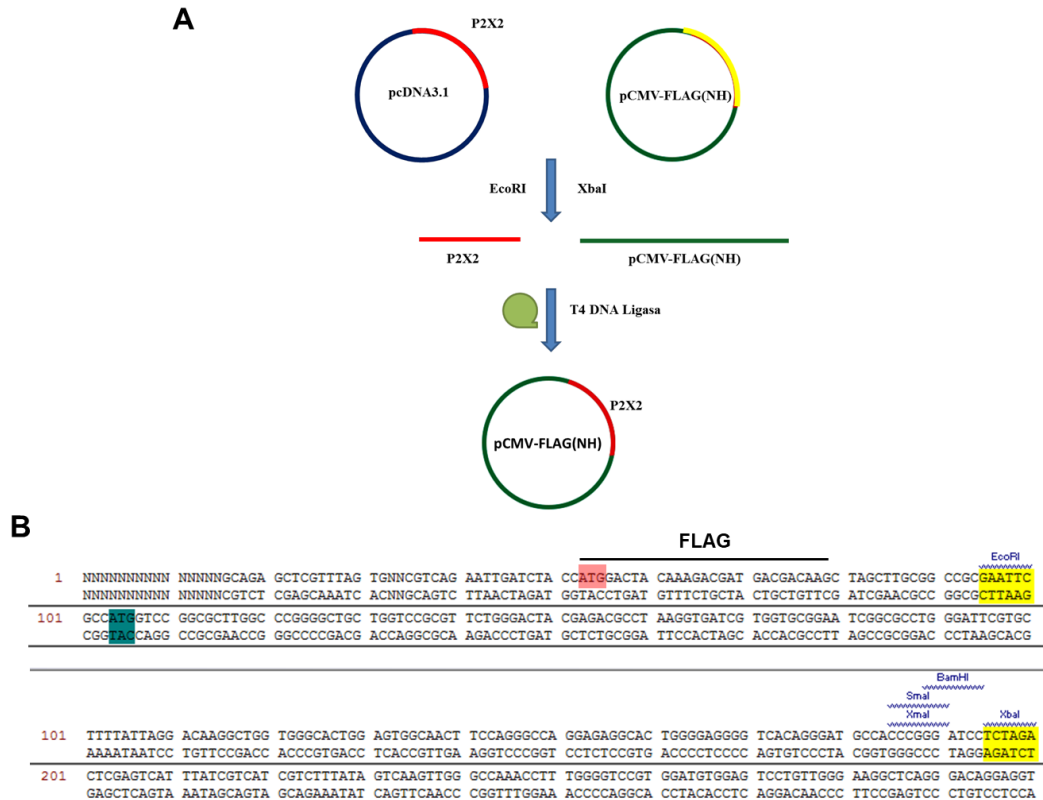 A
P2X2
pcDNA3.1
pCMV-FLAG(NH)
EcoRI
XbaI
P2X2
pCMV-FLAG(NH)
T4 DNA Ligasa
P2X2
pCMV-FLAG(NH)
B
FLAG
EcoRI
1 NNNNNNNNNN NNNNNGCAGA GCTCGTTTAG TGNNCGTCAG AATTGATCTA CCATGGACTA CAAAGACGAT GACGACAAGC TAGCTTGCGG CCGCGAATTC
NNNNNNNNNN NNNNNCGTCT CGAGCAAATC ACNNGCAGTC TTAACTAGAT GGTACCTGAT GTTTCTGCTA CTGCTGTTCG ATCGAACGCC GGCGCTTAAG
101 GCCATGGTCC GGCGCTTGGC CCGGGGCTGC TGGTCCGCGT TCTGGGACTA CGAGACGCCT AAGGTGATCG TGGTGCGGAA TCGGCGCCTG GGATTCGTGC
CGGTACCAGG CCGCGAACCG GGCCCCGACG ACCAGGCGCA AGACCCTGAT GCTCTGCGGA TTCCACTAGC ACCACGCCTT AGCCGCGGAC CCTAAGCACG
BamHI
SmaI
XmaI
XbaI
101 TTTTATTAGG ACAAGGCTGG TGGGCACTGG AGTGGCAACT TCCAGGGCCA GGAGAGGCAC TGGGGAGGGG TCACAGGGAT GCCACCCGGG ATCCTCTAGA
AAAATAATCC TGTTCCGACC ACCCGTGACC TCACCGTTGA AGGTCCCGGT CCTCTCCGTG ACCCCTCCCC AGTGTCCCTA CGGTGGGCCC TAGGAGATCT
201 CTCGAGTCAT TTATCGTCAT CGTCTTTATA GTCAAGTTGG GCCAAACCTT TGGGGTCCGT GGATGTGGAG TCCTGTTGGG AAGGCTCAGG GACAGGAGGT
GAGCTCAGTA AATAGCAGTA GCAGAAATAT CAGTTCAACC CGGTTTGGAA ACCCCAGGCA CCTACACCTC AGGACAACCC TTCCGAGTCC CTGTCCTCCA